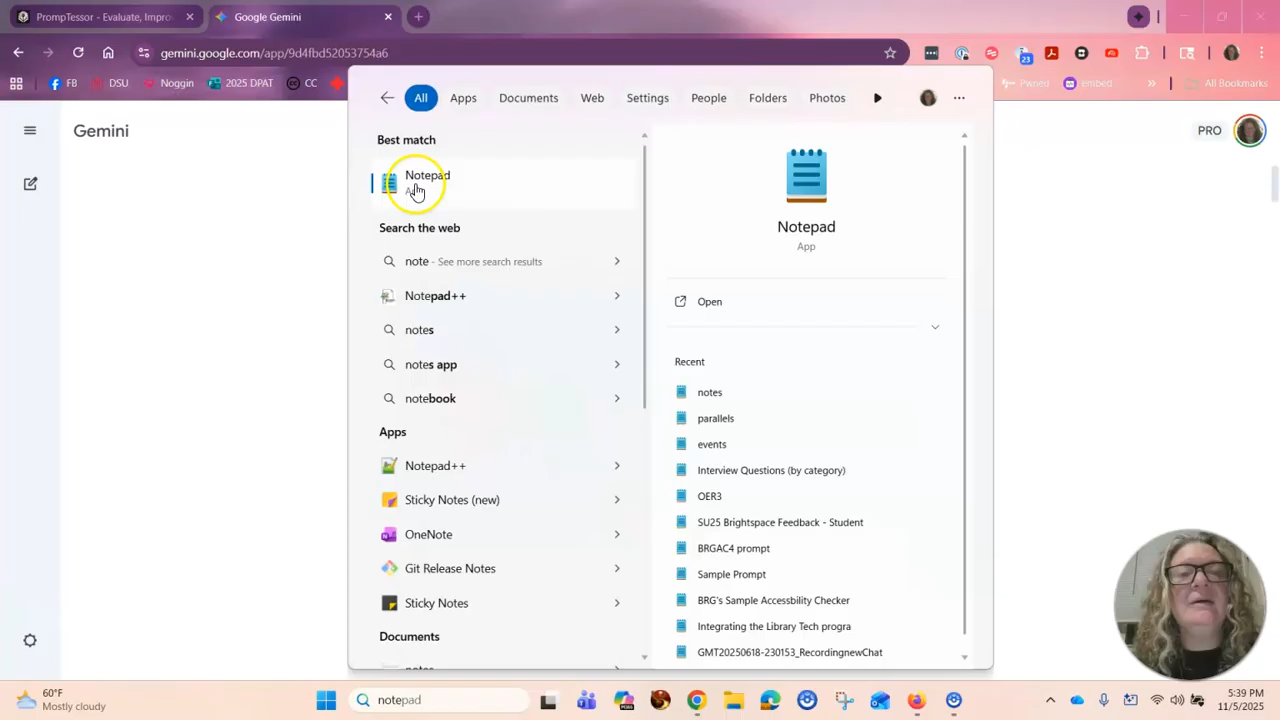 PrompTessor - Evaluate, Impro
Google Gemini
gemini.google.com/app/9d4fbd52053754a6
23
FB
DSU
Noggin
2025 DPAT
CC
Pwned
embed
All Bookmarks
Gemini
PRO
All
Apps
Documents
Web
Settings
People
Folders
Photos
Best match
Notepad
Search the web
note - See more search results
Notepad++
notes
notes app
notebook
Apps
Notepad++
Sticky Notes (new)
OneNote
Git Release Notes
Sticky Notes
Documents
notes
Notepad
App
Open
Recent
notes
parallels
events
Interview Questions (by category)
OER3
SU25 Brightspace Feedback - Student
BRGAC4 prompt
Sample Prompt
BRG's Sample Accessbility Checker
Integrating the Library Tech progra
GMT20250618-230153_RecordingnewChat
60°F
Mostly cloudy
notepad
5:39 PM
11/5/2025